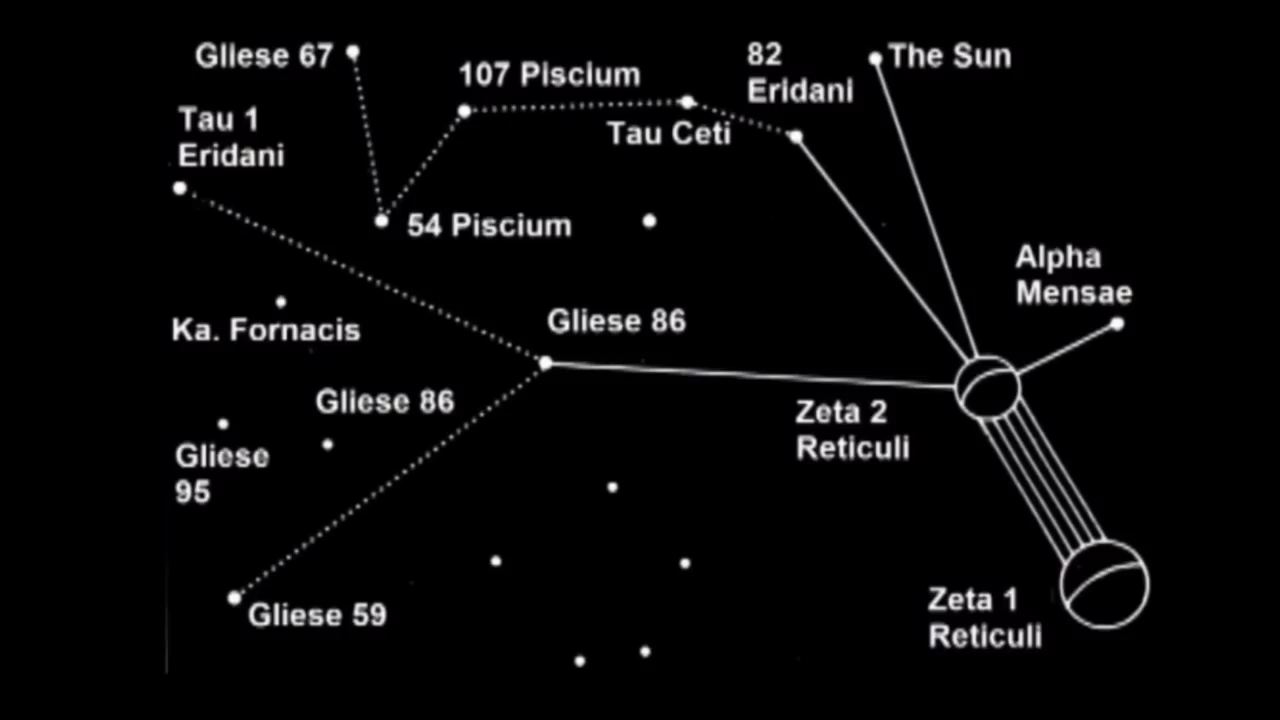 Gliese 67
107 Piscium
82
Eridani
The Sun
Tau 1
Eridani
Tau Ceti
54 Piscium
Alpha
Mensae
Ka. Fornacis
Gliese 86
Gliese 86
Zeta 2
Reticuli
Gliese
95
Gliese 59
Zeta 1
Reticuli